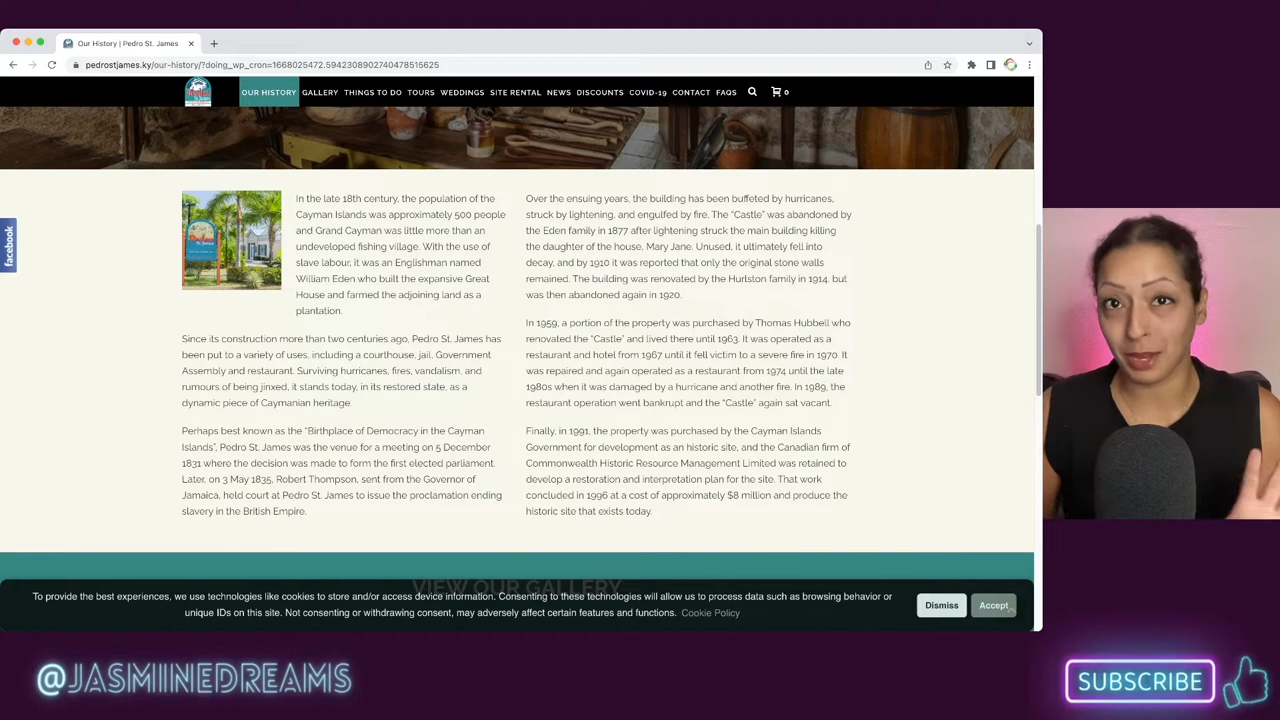 Our History | Pedro St. James
pedrostjames.ky/our-history/?doing_wp_cron=1668025472.5942308902740478515625
OUR HISTORY GALLERY THINGS TO DO TOURS WEDDINGS SITE RENTAL NEWS DISCOUNTS COVID-19 CONTACT FAQS 0
facebook
In the late 18th century, the population of the
Cayman Islands was approximately 500 people
and Grand Cayman was little more than an
undeveloped fishing village. With the use of
slave labour, it was an Englishman named
William Eden who built the expansive Great
House and farmed the adjoining land as a
plantation.
Since its construction more than two centuries ago, Pedro St. James has
been put to a variety of uses, including a courthouse, jail, Government
Assembly and restaurant. Surviving hurricanes, fires, vandalism, and
rumours of being jinxed, it stands today, in its restored state, as a
dynamic piece of Caymanian heritage.
Perhaps best known as the “Birthplace of Democracy in the Cayman
Islands”, Pedro St. James was the venue for a meeting on 5 December
1831 where the decision was made to form the first elected parliament.
Later, on 3 May 1835, Robert Thompson, sent from the Governor of
Jamaica, held court at Pedro St. James to issue the proclamation ending
slavery in the British Empire.
Over the ensuing years, the building has been buffeted by hurricanes,
struck by lightening, and engulfed by fire. The “Castle” was abandoned by
the Eden family in 1877 after lightening struck the main building killing
the daughter of the house, Mary Jane. Unused, it ultimately fell into
decay, and by 1910 it was reported that only the original stone walls
remained. The building was renovated by the Hurlston family in 1914, but
was then abandoned again in 1920.
In 1959, a portion of the property was purchased by Thomas Hubbell who
renovated the “Castle” and lived there until 1963. It was operated as a
restaurant and hotel from 1967 until it fell victim to a severe fire in 1970. It
was repaired and again operated as a restaurant from 1974 until the late
1980s when it was damaged by a hurricane and another fire. In 1989, the
restaurant operation went bankrupt and the “Castle” again sat vacant.
Finally, in 1991, the property was purchased by the Cayman Islands
Government for development as an historic site, and the Canadian firm of
Commonwealth Historic Resource Management Limited was retained to
develop a restoration and interpretation plan for the site. That work
concluded in 1996 at a cost of approximately $8 million and produce the
historic site that exists today.
VIEW OUR GALLERY
To provide the best experiences, we use technologies like cookies to store and/or access device information. Consenting to these technologies will allow us to process data such as browsing behavior or
unique IDs on this site. Not consenting or withdrawing consent, may adversely affect certain features and functions. Cookie Policy
Dismiss Accept
@JASMIINEDREAMS
SUBSCRIBE